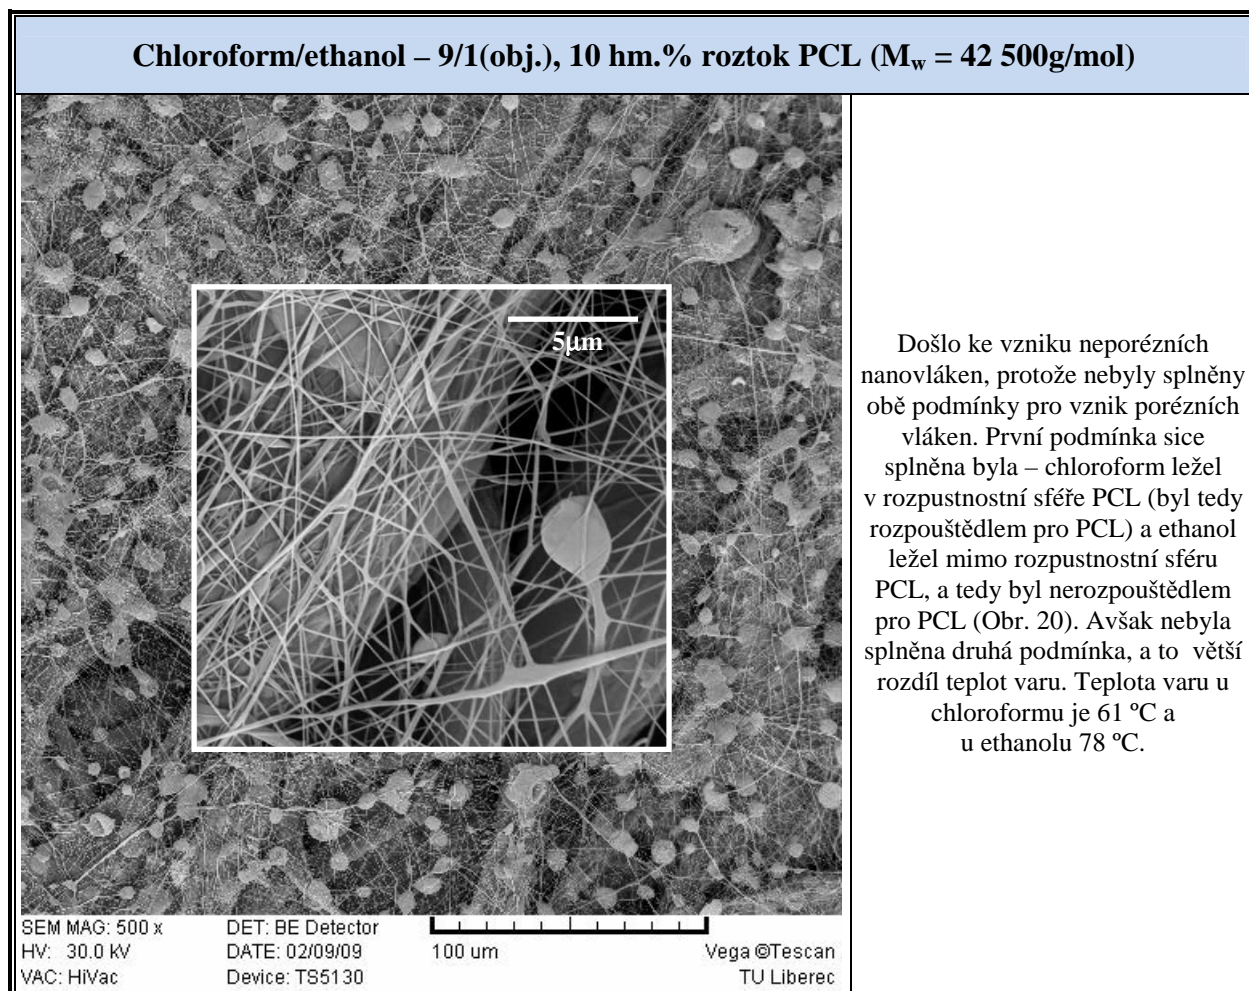 Chloroform/ethanol – 9/1(obj.), 10 hm.% roztok PCL (Mw = 42 500g/mol)
5μm
SEM MAG: 500 x
DET: BE Detector
HV: 30.0 kV
DATE: 02/09/09
100 um
Vega ©Tescan
VAC: HiVac
Device: TS5130
TU Liberec
Došlo ke vzniku neporézních
nanovláken, protože nebyly splněny
obě podmínky pro vznik porézních
vláken. První podmínka sice
splněna byla – chloroform ležel
v rozpustnostní sféře PCL (byl tedy
rozpouštědlem pro PCL) a ethanol
ležel mimo rozpustnostní sféru
PCL, a tedy byl nerozpouštědlem
pro PCL (Obr. 20). Avšak nebyla
splněna druhá podmínka, a to  větší
rozdíl teplot varu. Teplota varu u
chloroformu je 61 ºC a
u ethanolu 78 ºC.